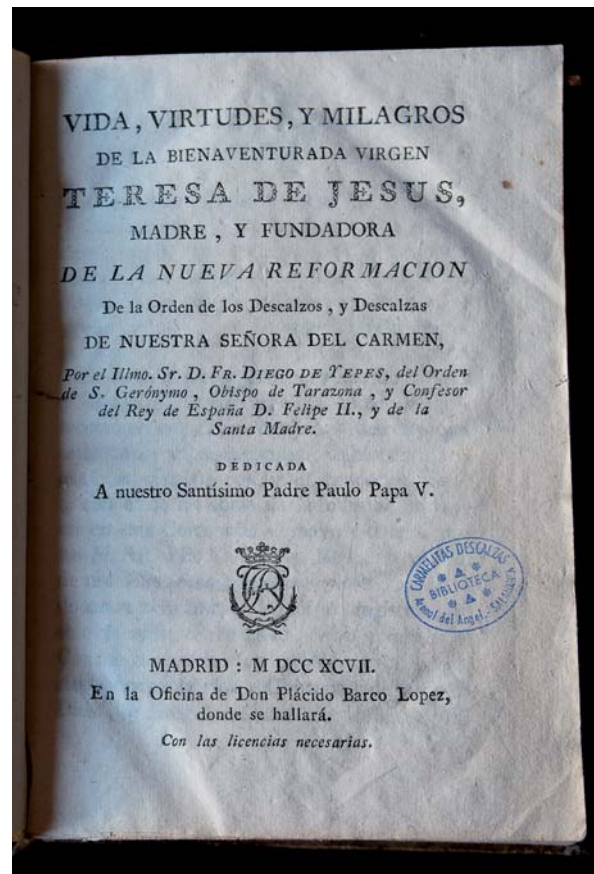 VIDA, VIRTUDES, Y MILAGROS
DE LA BIENAVENTURADA VIRGEN
TERESA DE JESUS,
MADRE, Y FUNDADORA
DE LA NUEVA REFORMACION
De la Orden de los Descalzos, y Descalzas
DE NUESTRA SEÑORA DEL CARMEN,
Por el Illmo. Sr. D. FR. DIEGO DE YEPES, del Orden
de S. Gerónymo, Obispo de Tarazona, y Confesor
del Rey de España D. Felipe II., y de la
Santa Madre.
DEDICADA
A nuestro Santísimo Padre Paulo Papa V.
CARMELITAS DESCALZAS
BIBLIOTECA
Arenal del Angel.-
MADRID : M DCC XCVII.
En la Oficina de Don Plácido Barco Lopez,
donde se hallará.
Con las licencias necesarias.